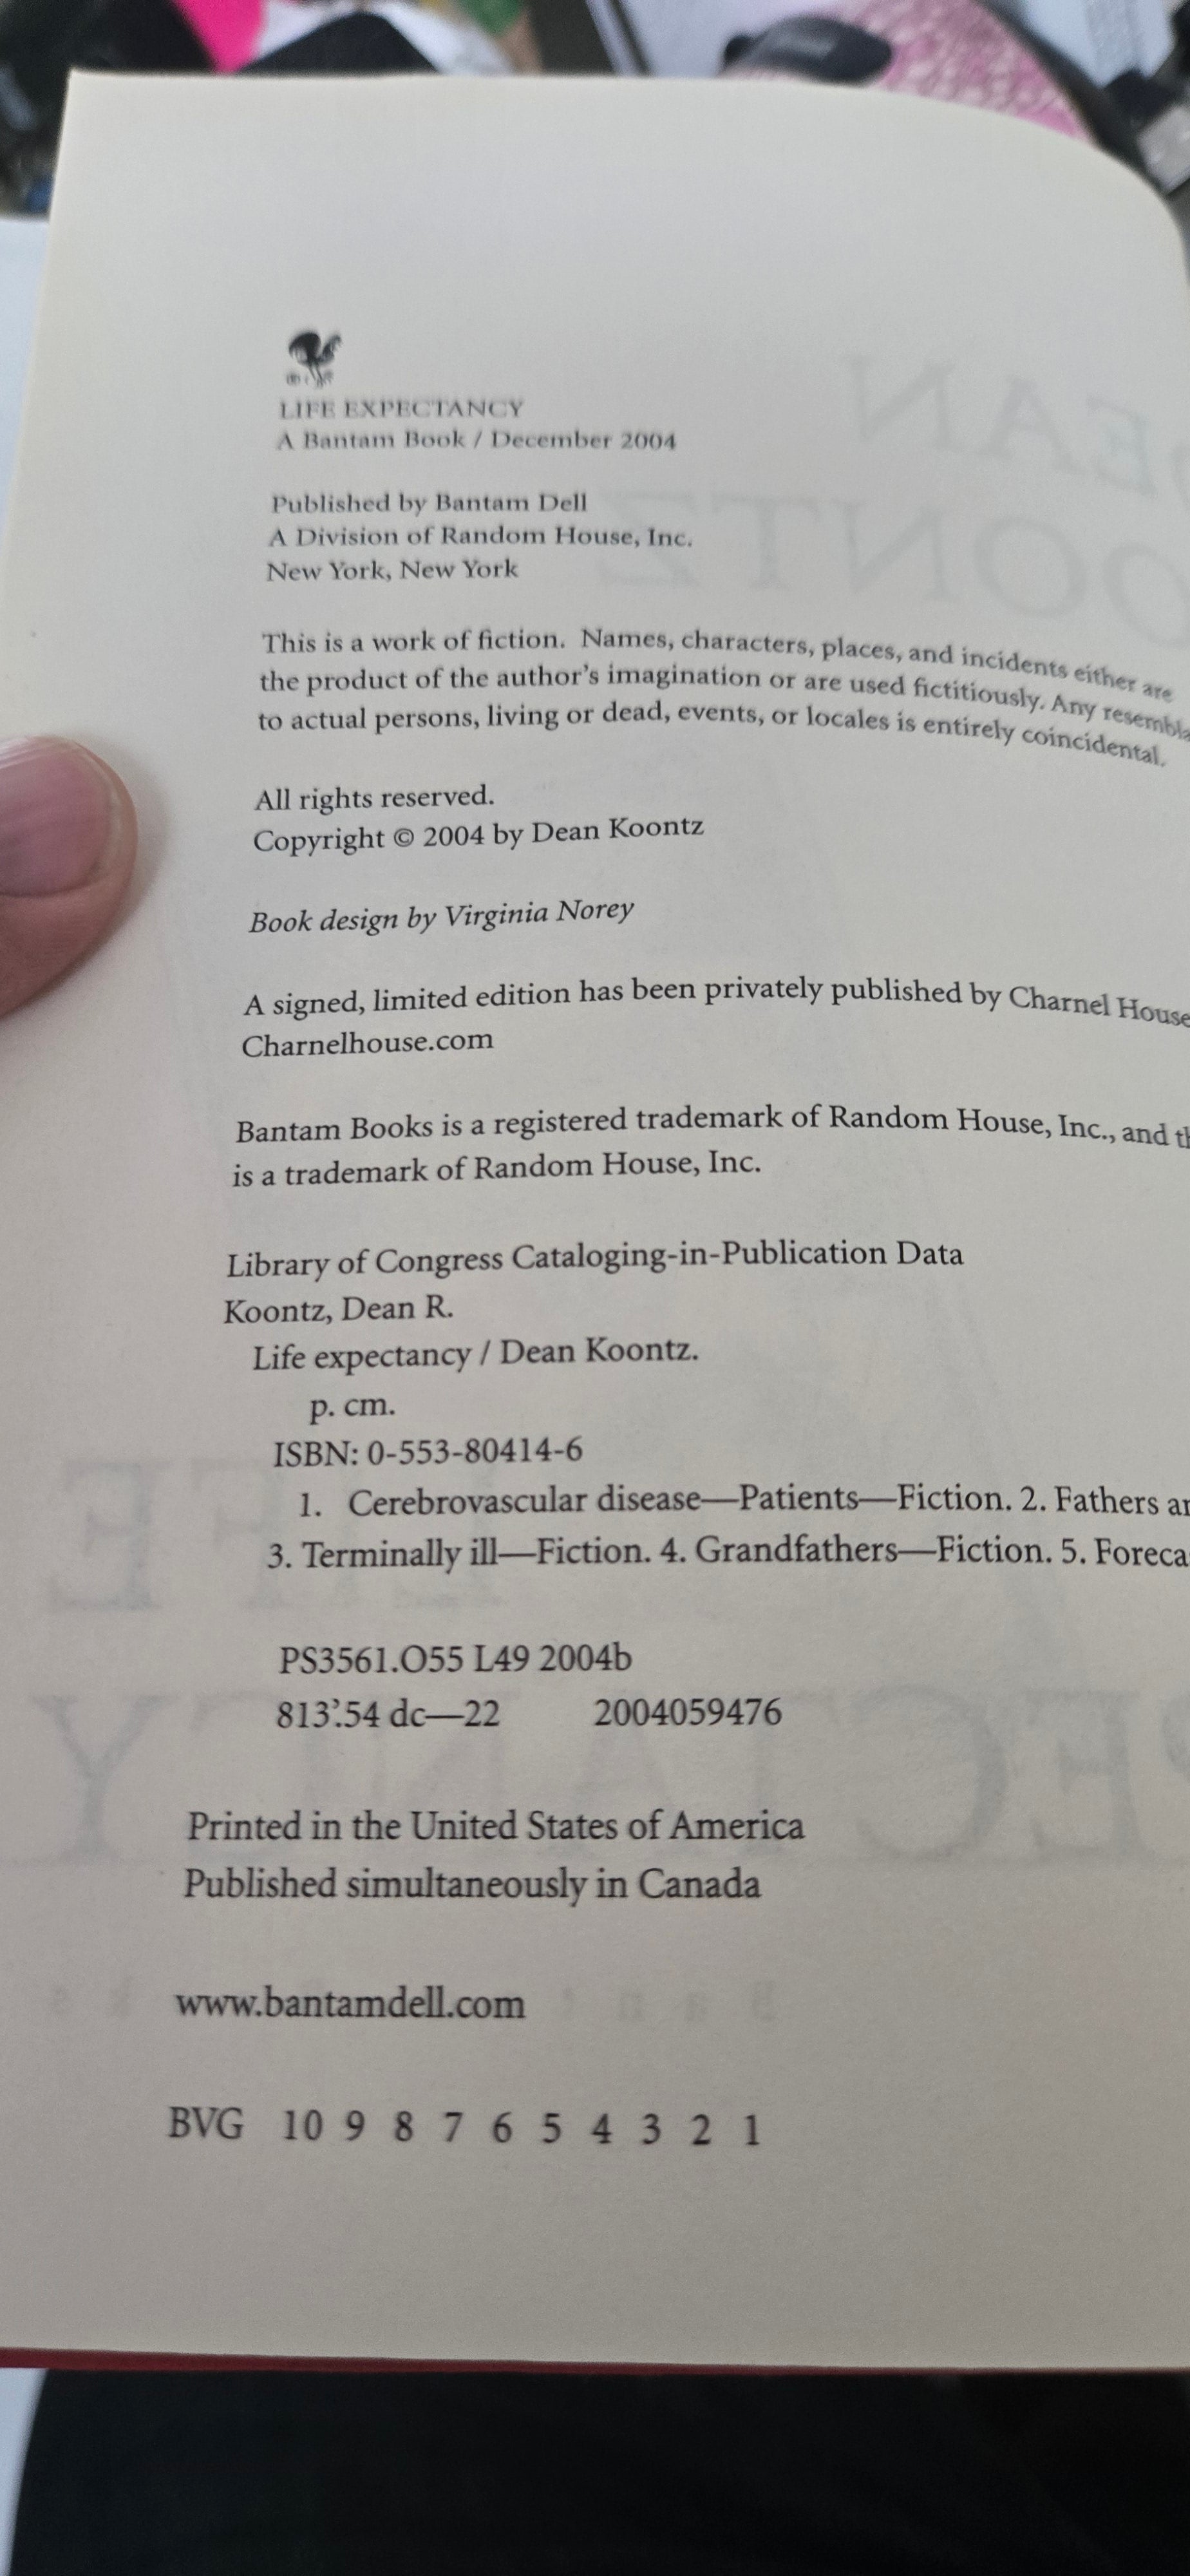 LIFE EXPECTANCY
A Bantam Book / December 2004
Published by Bantam Dell
A Division of Random House, Inc.
New York, New York
This is a work of fiction. Names, characters, places, and incidents either are
the product of the author's imagination or are used fictitiously. Any
to actual persons, living or dead, events, or locales is entirely coincidental.
All rights reserved.
Copyright © 2004 by Dean Koontz
Book design by Virginia Norey
A signed, limited edition has been privately published by Charnel House
Charnelhouse.com
Bantam Books is a registered trademark of Random House, Inc., and
is a trademark of Random House, Inc.
Library of Congress Cataloging-in-Publication Data
Koontz, Dean R.
Life expectancy / Dean Koontz.
p. cm.
ISBN: 0-553-80414-6
1. Cerebrovascular disease—Patients—Fiction. 2. Fathers
3. Terminally ill—Fiction. 4. Grandfathers—Fiction. 5.
PS3561.O55 L49 2004b
813'.54 dc—22 2004059476
Printed in the United States of America
Published simultaneously in Canada
www.bantamdell.com
BVG 10 9 8 7 6 5 4 3 2 1